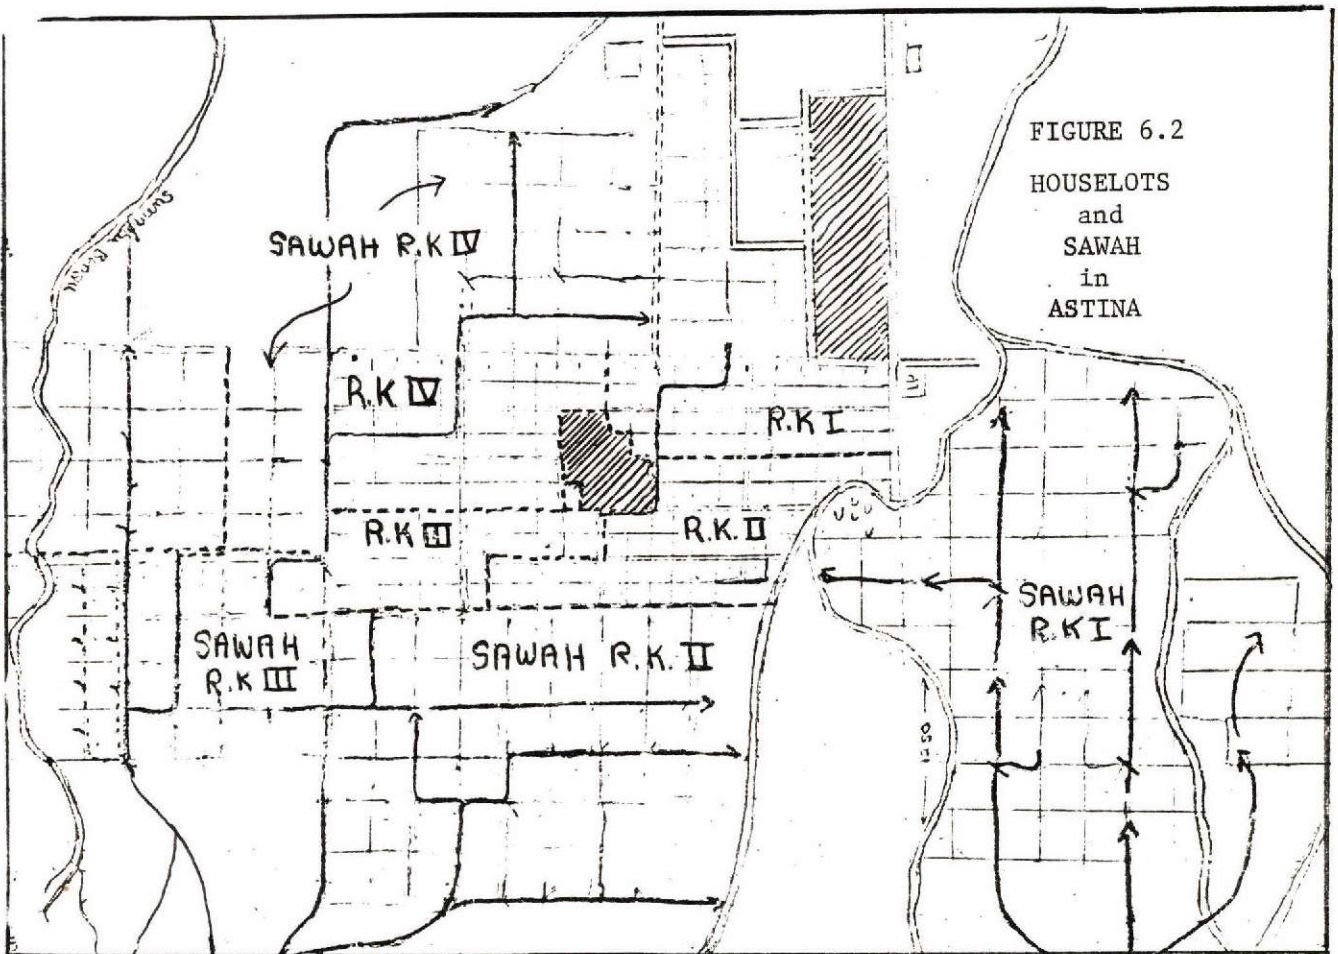 FIGURE 6.2
HOUSELOTS
and
SAWAH
in
ASTINA
SAWAH R.K IV
R.K IV
R.K I
R.K III
R.K. II
SAWAH
R.K I
SAWAH
R.K III
SAWAH R.K. II